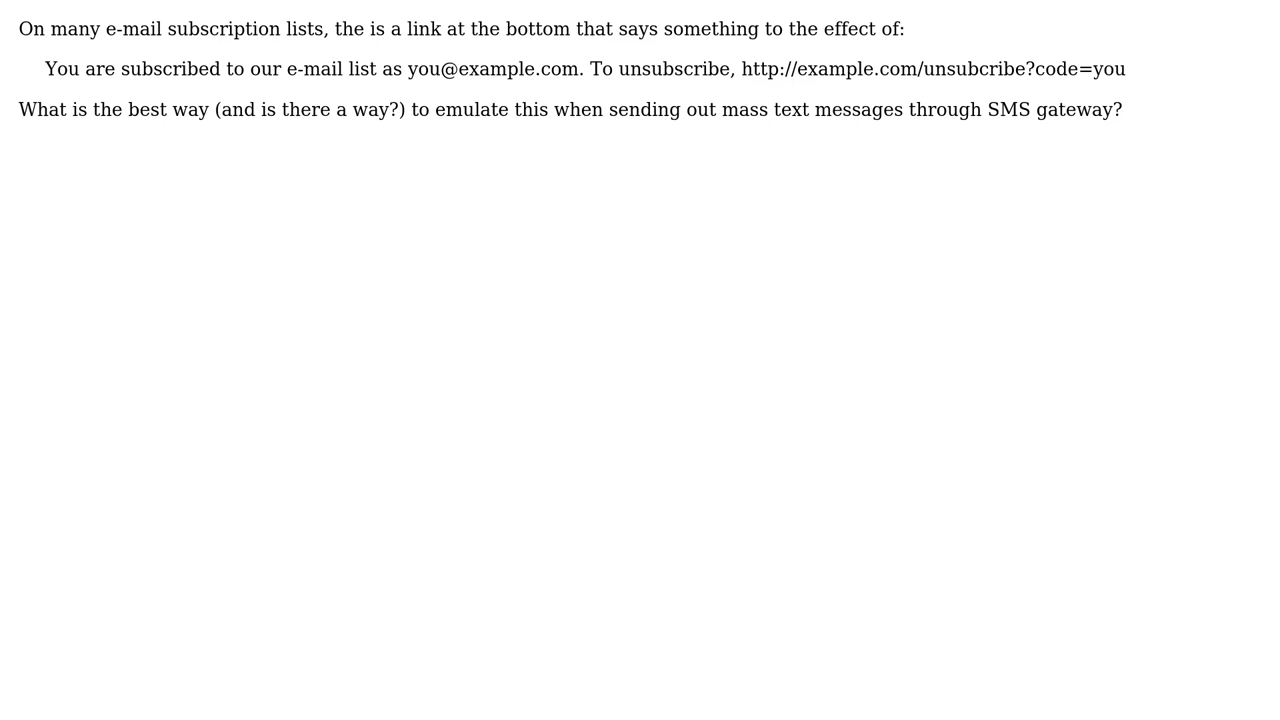 On many e-mail subscription lists, the is a link at the bottom that says something to the effect of:
You are subscribed to our e-mail list as you@example.com. To unsubscribe, http://example.com/unsubcribe?code=you
What is the best way (and is there a way?) to emulate this when sending out mass text messages through SMS gateway?